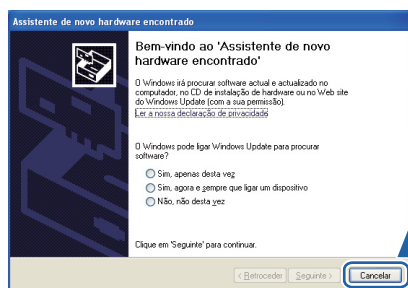 Assistente de novo hardware encontrado
Bem-vindo ao 'Assistente de novo
hardware encontrado'
O Windows irá procurar software actual e actualizado no
computador, no CD de instalação de hardware ou no Web site
do Windows Update (com a sua permissão).
Ler a nossa declaração de privacidade
O Windows pode ligar Windows Update para procurar
software?
Sim, apenas desta vez
Sim, agora e sempre que ligar um dispositivo
Não, não desta vez
Clique em 'Seguinte' para continuar.
< Retroceder Seguinte > Cancelar